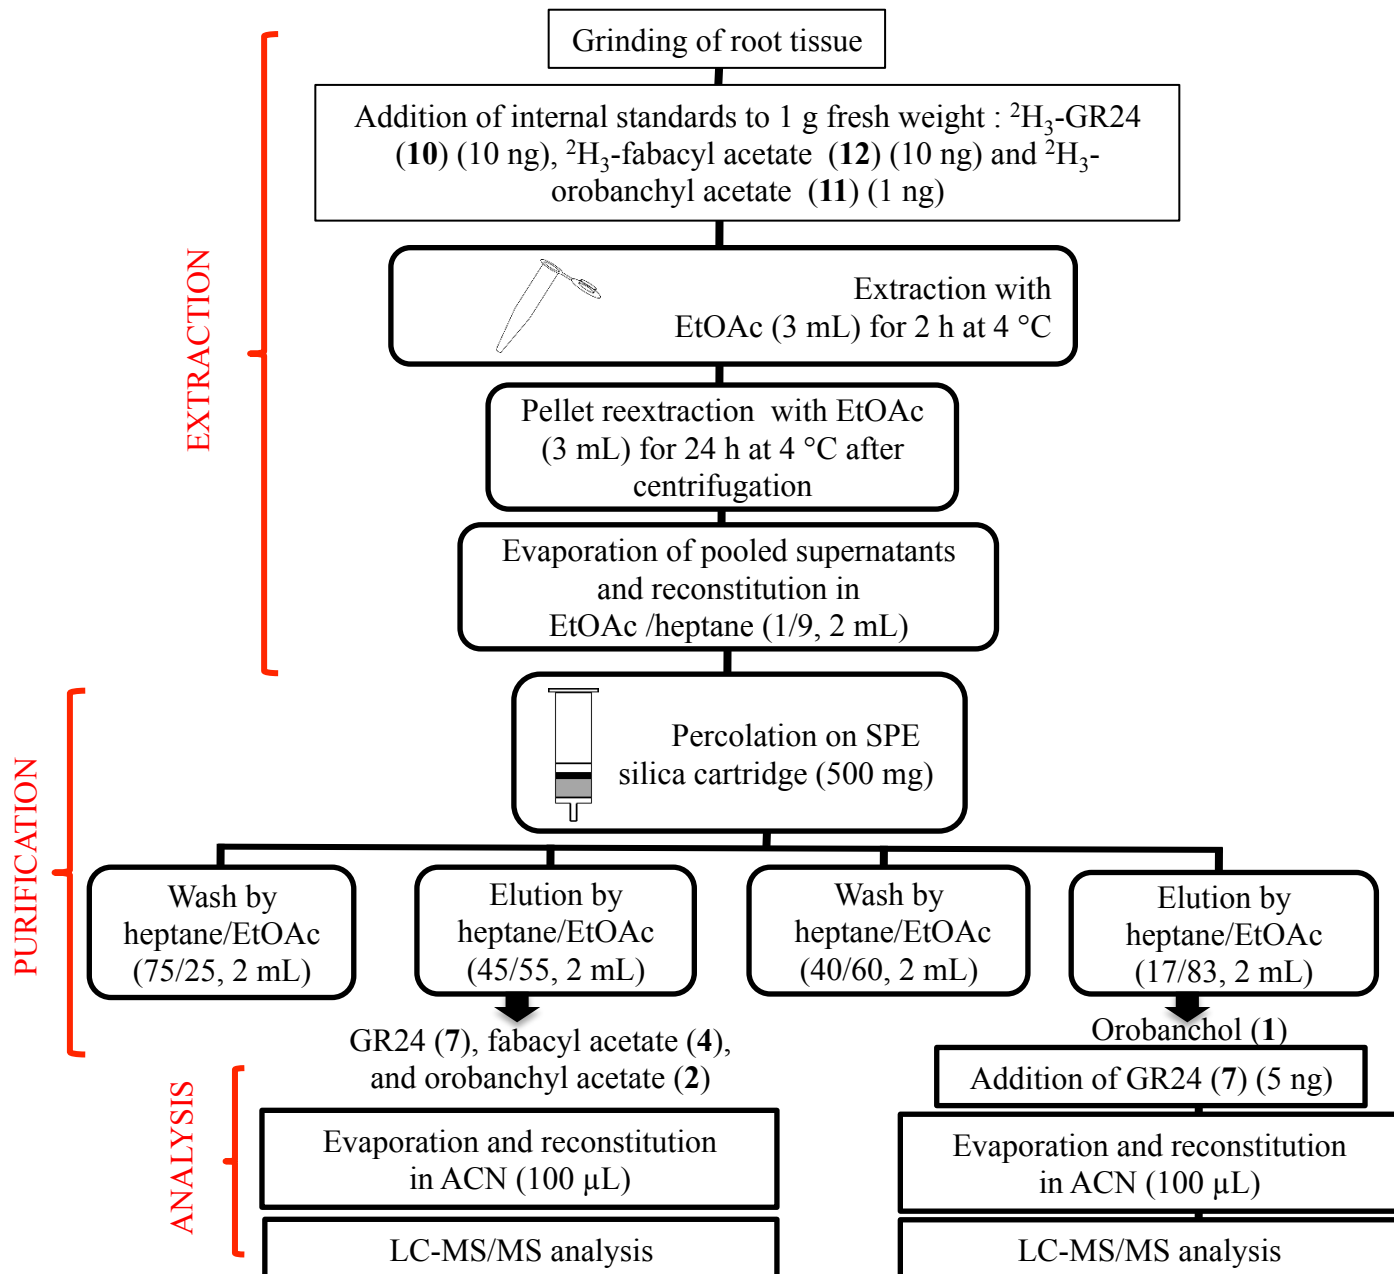 Grinding of root tissue
Addition of internal standards to 1 g fresh weight : ²H₃-GR24
(10) (10 ng), ²H₃-fabacyl acetate (12) (10 ng) and ²H₃-
orobanchyl acetate (11) (1 ng)
EXTRACTION
Extraction with
EtOAc (3 mL) for 2 h at 4 °C
Pellet reextraction with EtOAc
(3 mL) for 24 h at 4 °C after
centrifugation
Evaporation of pooled supernatants
and reconstitution in
EtOAc /heptane (1/9, 2 mL)
PURIFICATION
Percolation on SPE
silica cartridge (500 mg)
Wash by
heptane/EtOAc
(75/25, 2 mL)
Elution by
heptane/EtOAc
(45/55, 2 mL)
Wash by
heptane/EtOAc
(40/60, 2 mL)
Elution by
heptane/EtOAc
(17/83, 2 mL)
GR24 (7), fabacyl acetate (4),
and orobanchyl acetate (2)
Orobanchol (1)
Addition of GR24 (7) (5 ng)
ANALYSIS
Evaporation and reconstitution
in ACN (100 µL)
Evaporation and reconstitution
in ACN (100 µL)
LC-MS/MS analysis
LC-MS/MS analysis